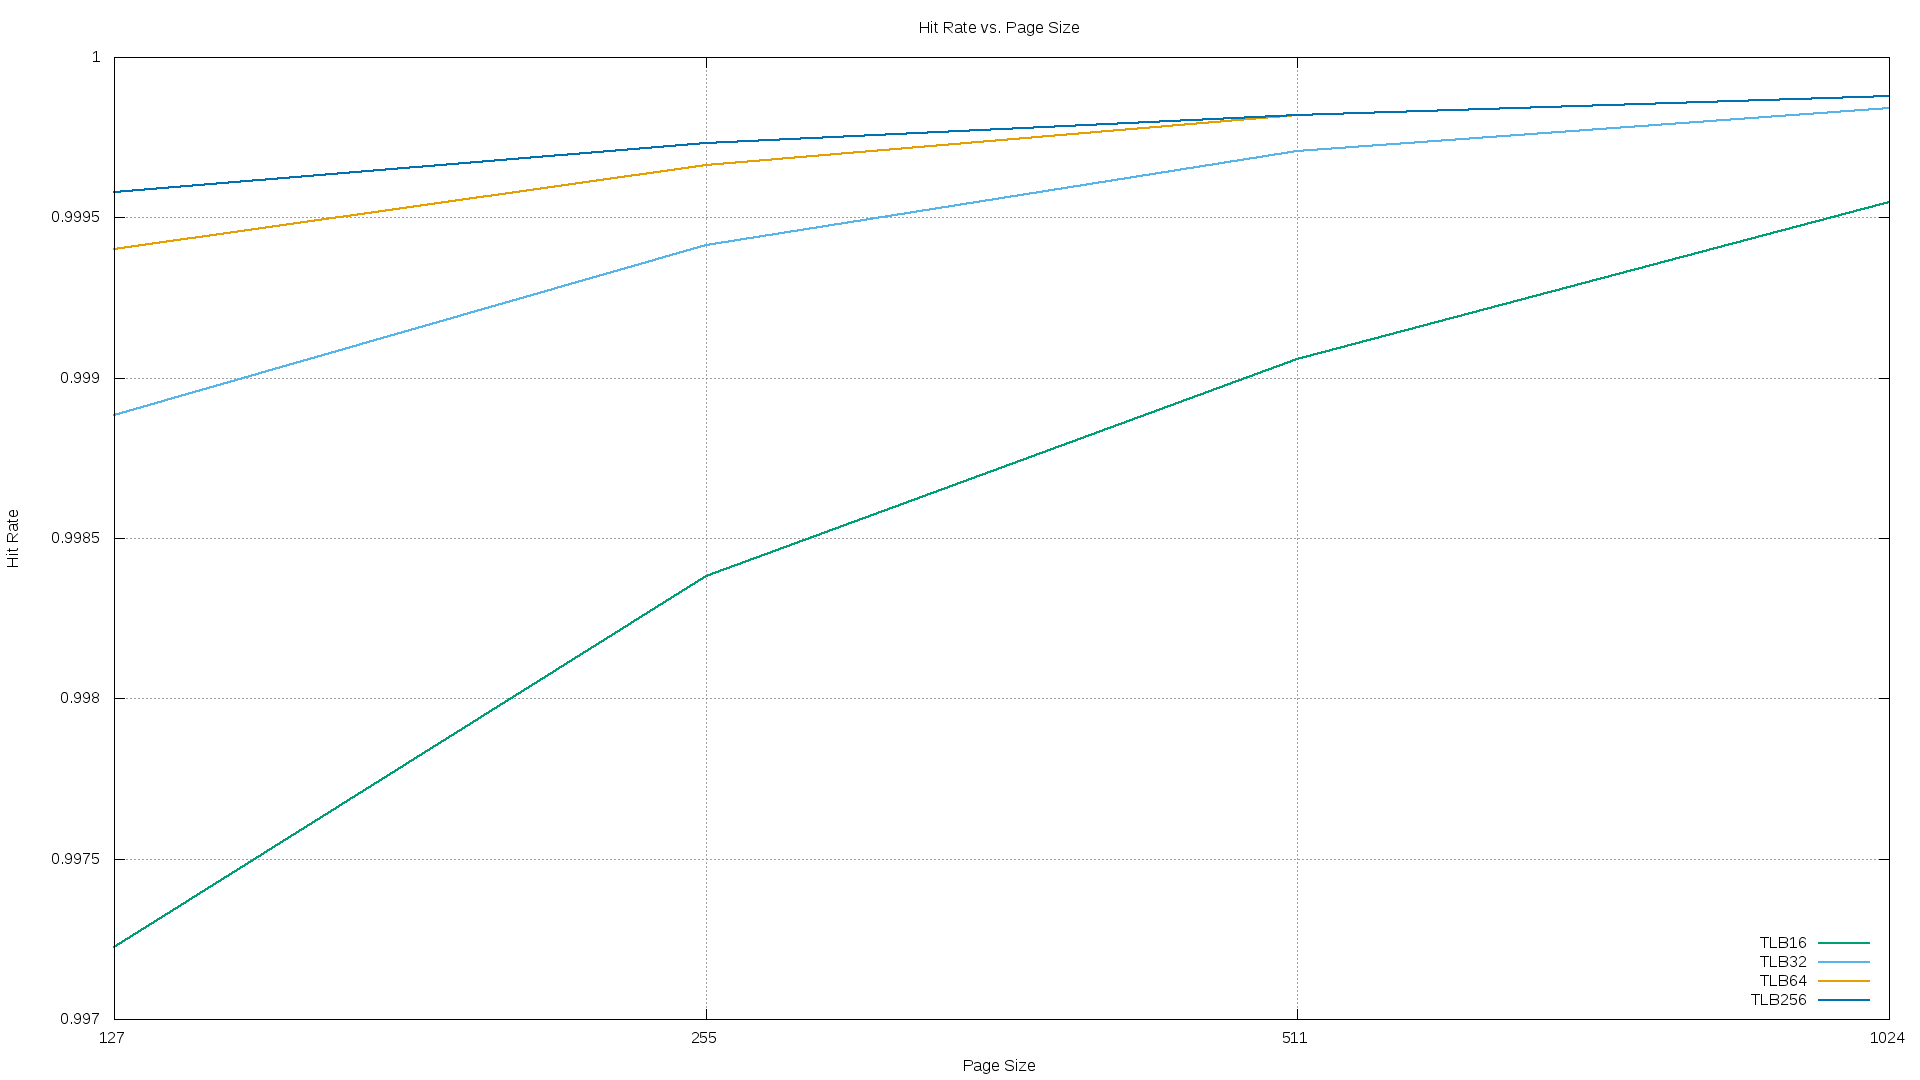 Hit Rate vs. Page Size
1
0.9995
0.999
0.9985
0.998
0.9975
0.997
Hit Rate
127 255 511 1024
Page Size
TLB16
TLB32
TLB64
TLB256